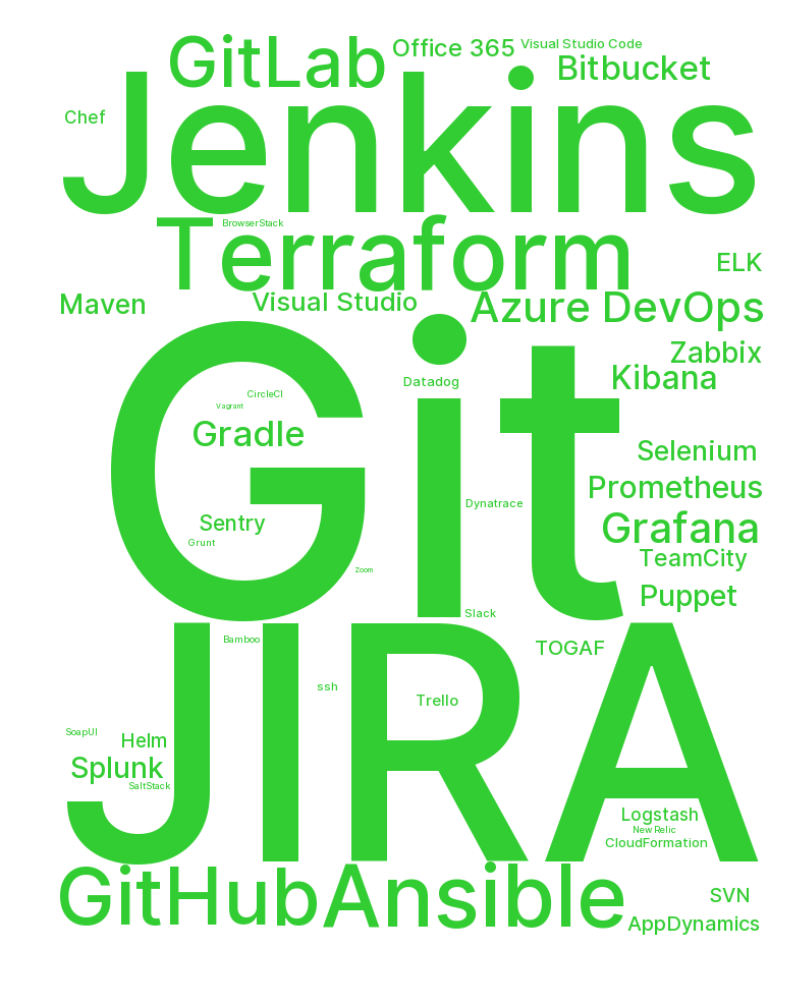 GitLab
Office 365
Visual Studio Code
Bitbucket
Chef
Jenkins
BrowserStack
Terraform
ELK
Maven
Visual Studio
Azure DevOps
Zabbix
Kibana
Datadog
Git
CircleCI
Vagrant
Gradle
Selenium
Prometheus
Dynatrace
Sentry
Grafana
Grunt
TeamCity
Zoom
Puppet
Slack
Bamboo
TOGAF
JIRA
ssh
Trello
SoapUI
Helm
Splunk
SaltStack
Logstash
New Relic
CloudFormation
GitHub
Ansible
SVN
AppDynamics